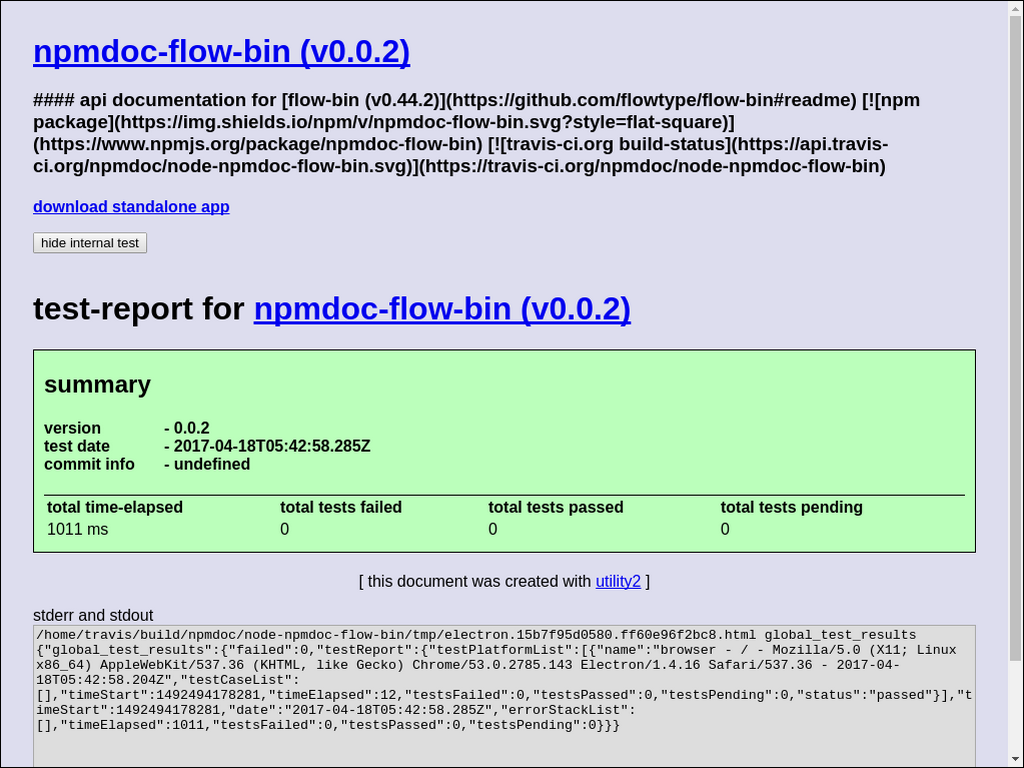 npmdoc-flow-bin (v0.0.2)
#### api documentation for [flow-bin (v0.44.2)](https://github.com/flowtype/flow-bin#readme) [![npm
package](https://img.shields.io/npm/v/npmdoc-flow-bin.svg?style=flat-square)]
(https://www.npmjs.org/package/npmdoc-flow-bin) [![travis-ci.org build-status](https://api.travis-
ci.org/npmdoc/node-npmdoc-flow-bin.svg)](https://travis-ci.org/npmdoc/node-npmdoc-flow-bin)
download standalone app
hide internal test
test-report for npmdoc-flow-bin (v0.0.2)
summary
version - 0.0.2
test date - 2017-04-18T05:42:58.285Z
commit info - undefined
total time-elapsed total tests failed total tests passed total tests pending
1011 ms 0 0 0
[ this document was created with utility2 ]
stderr and stdout
/home/travis/build/npmdoc/node-npmdoc-flow-bin/tmp/electron.15b7f95d0580.ff60e96f2bc8.html global_test_results
{"global_test_results":{"failed":0,"testReport":{"testPlatformList":[{"name":"browser - / - Mozilla/5.0 (X11; Linux
x86_64) AppleWebKit/537.36 (KHTML, like Gecko) Chrome/53.0.2785.143 Electron/1.4.16 Safari/537.36 - 2017-04-
18T05:42:58.204Z","testCaseList":
[],"timeStart":1492494178281,"timeElapsed":12,"testsFailed":0,"testsPassed":0,"testsPending":0,"status":"passed"}],"t
imeStart":1492494178281,"date":"2017-04-18T05:42:58.285Z","errorStackList":
[],"timeElapsed":1011,"testsFailed":0,"testsPassed":0,"testsPending":0}}}